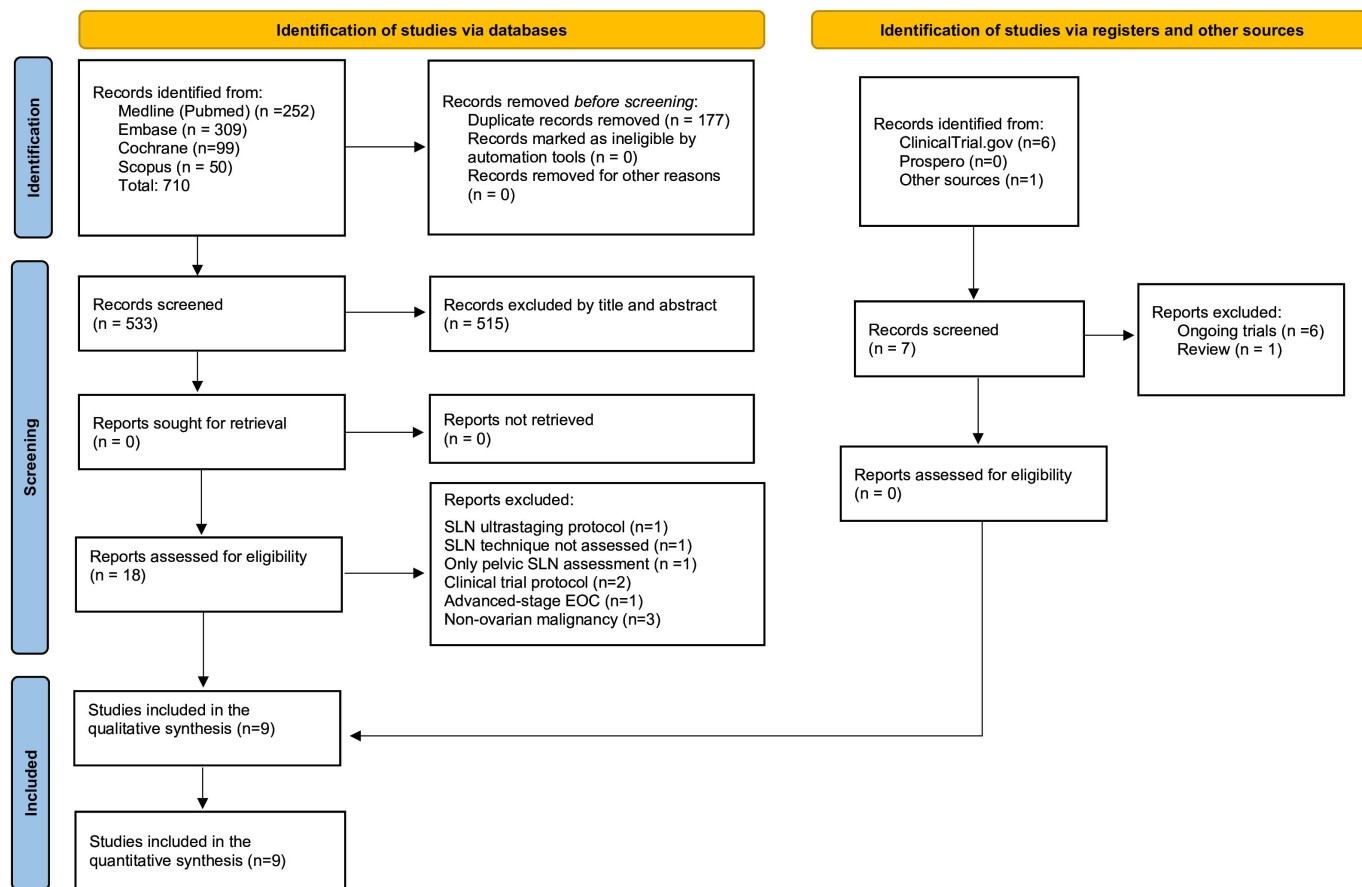 Identification of studies via databases
Identification of studies via registers and other sources
Identification
Records identified from:
Medline (Pubmed) (n =252)
Embase (n = 309)
Cochrane (n=99)
Scopus (n = 50)
Total: 710
Records removed before screening:
Duplicate records removed (n = 177)
Records marked as ineligible by
automation tools (n = 0)
Records removed for other reasons
(n = 0)
Records identified from:
ClinicalTrial.gov (n=6)
Prospero (n=0)
Other sources (n=1)
Screening
Records screened
(n = 533)
Records excluded by title and abstract
(n = 515)
Records screened
(n = 7)
Reports excluded:
Ongoing trials (n =6)
Review (n = 1)
Reports sought for retrieval
(n = 0)
Reports not retrieved
(n = 0)
Reports assessed for eligibility
(n = 0)
Reports assessed for eligibility
(n = 18)
Reports excluded:
SLN ultrastaging protocol (n=1)
SLN technique not assessed (n=1)
Only pelvic SLN assessment (n =1)
Clinical trial protocol (n=2)
Advanced-stage EOC (n=1)
Non-ovarian malignancy (n=3)
Included
Studies included in the
qualitative synthesis (n=9)
Studies included in the
quantitative synthesis (n=9)